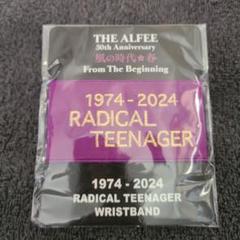 THE ALFEE
50th Anniversary
風の時代★春
From The Beginning
1974-2024
RADICAL
TEENAGER
1974 - 2024
RADICAL TEENAGER
WRISTBAND